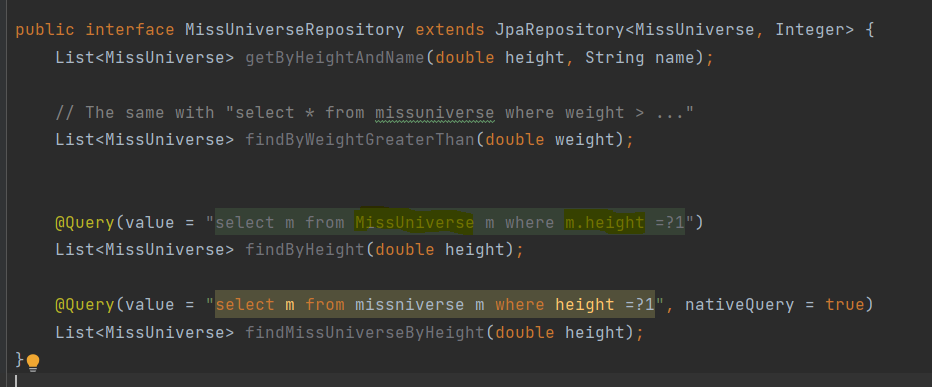 public interface MissUniverseRepository extends JpaRepository<MissUniverse, Integer> {
List<MissUniverse> getByHeightAndName(double height, String name);
// The same with "select * from missuniverse where weight > ..."
List<MissUniverse> findByWeightGreaterThan(double weight);
@Query(value = "select m from MissUniverse m where m.height =?1")
List<MissUniverse> findByHeight(double height);
@Query(value = "select m from missniverse m where height =?1", nativeQuery = true)
List<MissUniverse> findMissUniverseByHeight(double height);
}